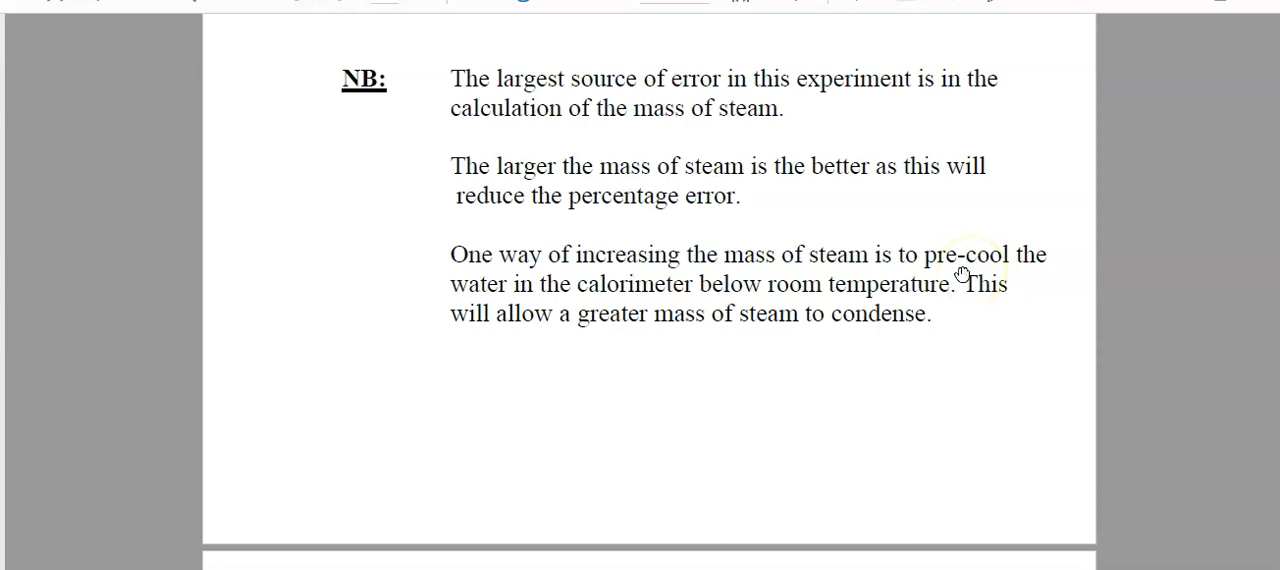 NB: The largest source of error in this experiment is in the
calculation of the mass of steam.
The larger the mass of steam is the better as this will
reduce the percentage error.
One way of increasing the mass of steam is to pre-cool the
water in the calorimeter below room temperature. This
will allow a greater mass of steam to condense.